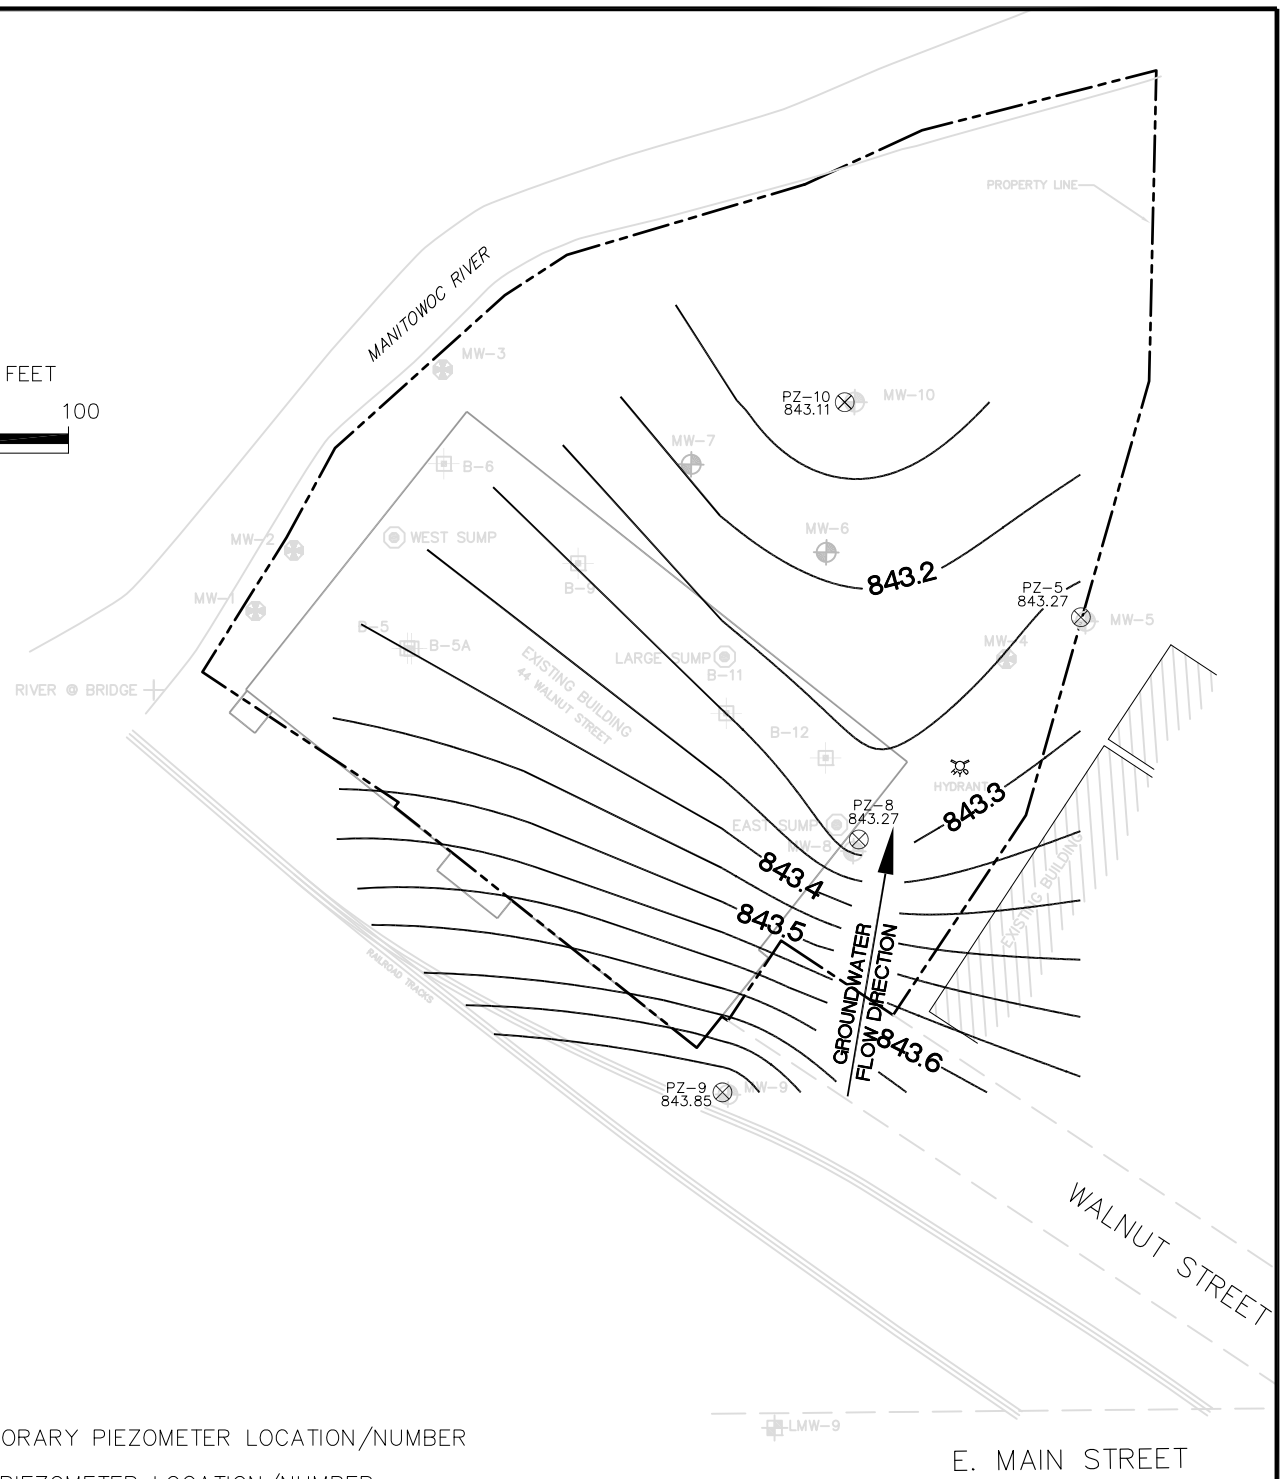 PROPERTY LINE
MANITOWOC RIVER
MW-3
FEET
100
PZ-10
843.11
MW-10
MW-7
B-6
WEST SUMP
MW-2
MW-6
B-9
843.2
PZ-5
843.27
MW-5
MW-1
B-5
B-5A
MW-4
LARGE SUMP
B-11
EXISTING BUILDING
44 WALNUT STREET
RIVER @ BRIDGE
B-12
HYDRANT
843.3
PZ-8
843.27
EAST SUMP
MW-8
843.4
843.5
EXISTING BUILDING
GROUNDWATER
FLOW DIRECTION
RAILROAD TRACKS
843.6
PZ-9
843.85
MW-9
WALNUT STREET
LMW-9
ORARY PIEZOMETER LOCATION/NUMBER
E. MAIN STREET
PIEZOMETER LOCATION/NUMBER